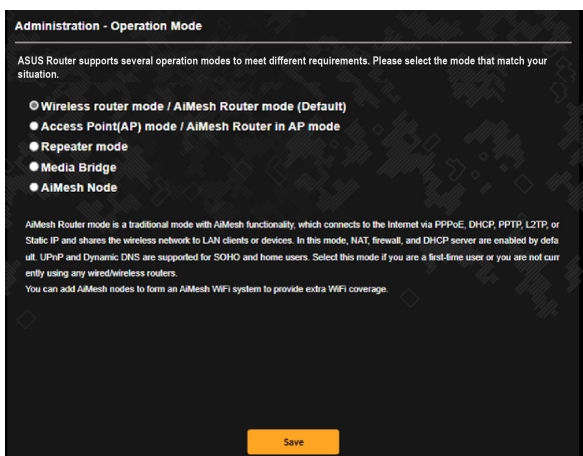 Administration - Operation Mode
ASUS Router supports several operation modes to meet different requirements. Please select the mode that match your
situation.
Wireless router mode / AiMesh Router mode (Default)
Access Point(AP) mode / AiMesh Router in AP mode
Repeater mode
Media Bridge
AiMesh Node
AiMesh Router mode is a traditional mode with AiMesh functionality, which connects to the Internet via PPPoE, DHCP, PPTP, L2TP, or
Static IP and shares the wireless network to LAN clients or devices. In this mode, NAT, firewall, and DHCP server are enabled by defa
ult. UPnP and Dynamic DNS are supported for SOHO and home users. Select this mode if you are a first-time user or you are not curr
ently using any wired/wireless routers.
You can add AiMesh nodes to form an AiMesh WiFi system to provide extra WiFi coverage.
Save